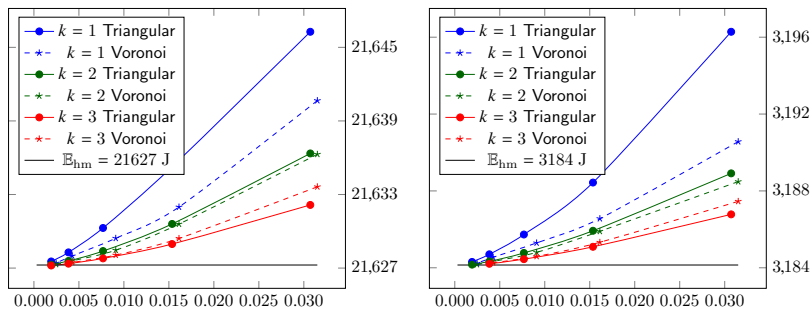 k = 1 Triangular
k = 1 Voronoi
k = 2 Triangular
k = 2 Voronoi
k = 3 Triangular
k = 3 Voronoi
𝔼hm = 21627 J
21,645
21,639
21,633
21,627
0.000 0.005 0.010 0.015 0.020 0.025 0.030
k = 1 Triangular
k = 1 Voronoi
k = 2 Triangular
k = 2 Voronoi
k = 3 Triangular
k = 3 Voronoi
𝔼hm = 3184 J
3,196
3,192
3,188
3,184
0.000 0.005 0.010 0.015 0.020 0.025 0.030